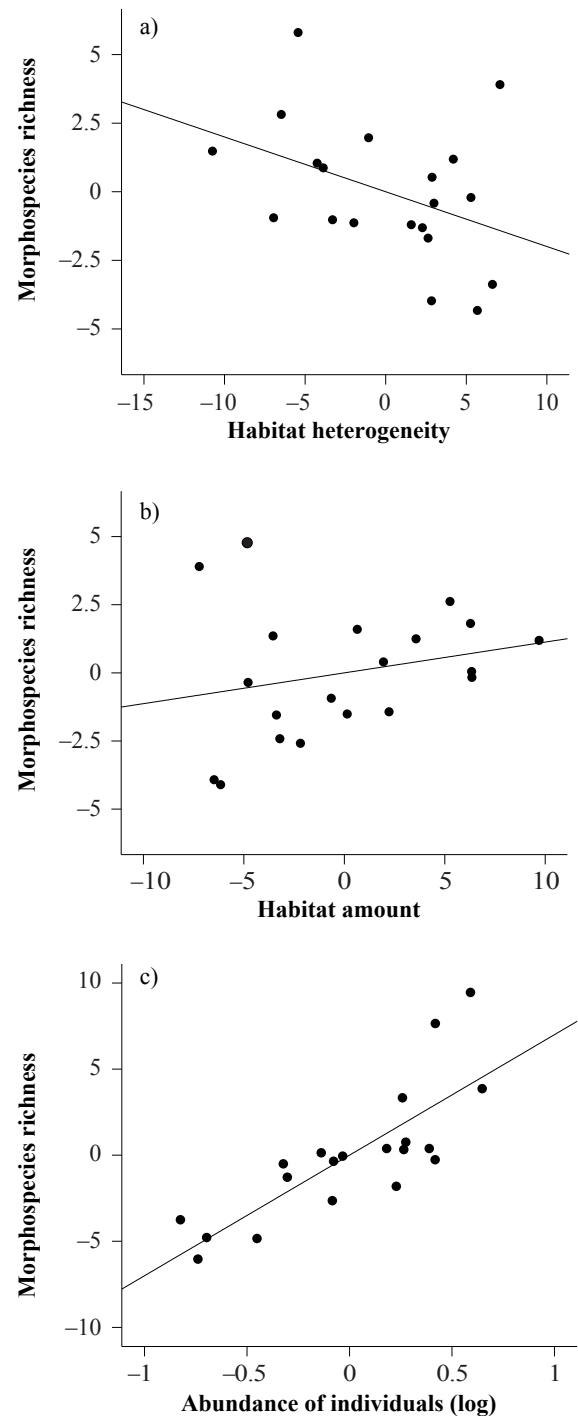 a)
Morphospecies richness
5
2.5
0
–2.5
–5
–15 –10 –5 0 5 10
Habitat heterogeneity
b)
Morphospecies richness
5
2.5
0
–2.5
–5
–10 –5 0 5 10
Habitat amount
c)
Morphospecies richness
10
5
0
–5
–10
–1 –0.5 0 0.5 1
Abundance of individuals (log)